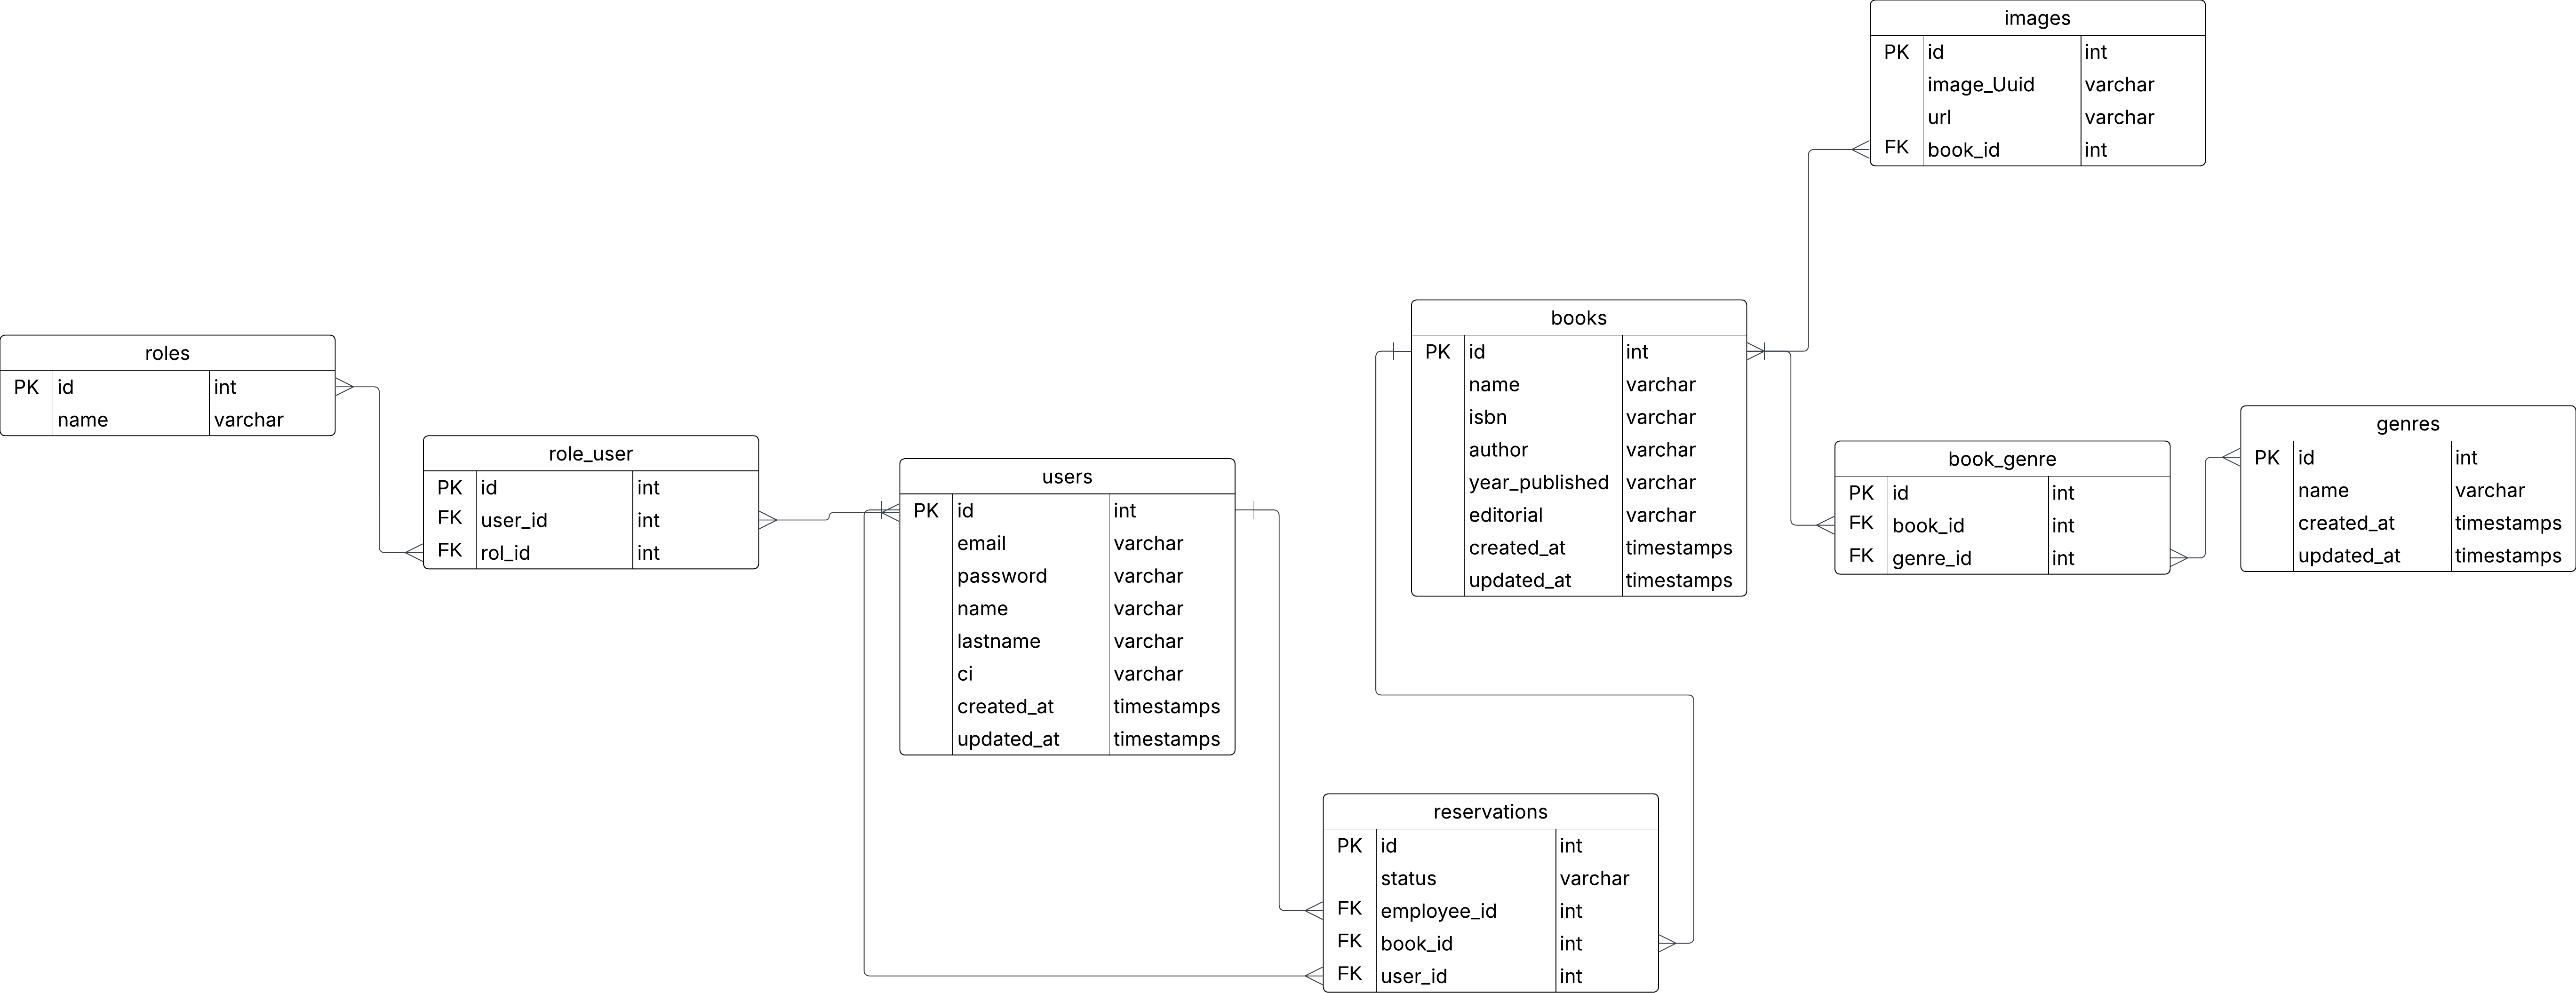 images
PK id int
image_Uuid varchar
url varchar
FK book_id int
roles
PK id int
name varchar
role_user
PK id int
FK user_id int
FK rol_id int
users
PK id int
email varchar
password varchar
name varchar
lastname varchar
ci varchar
created_at timestamps
updated_at timestamps
books
PK id int
name varchar
isbn varchar
author varchar
year_published varchar
editorial varchar
created_at timestamps
updated_at timestamps
book_genre
PK id int
FK book_id int
FK genre_id int
genres
PK id int
name varchar
created_at timestamps
updated_at timestamps
reservations
PK id int
status varchar
FK employee_id int
FK book_id int
FK user_id int